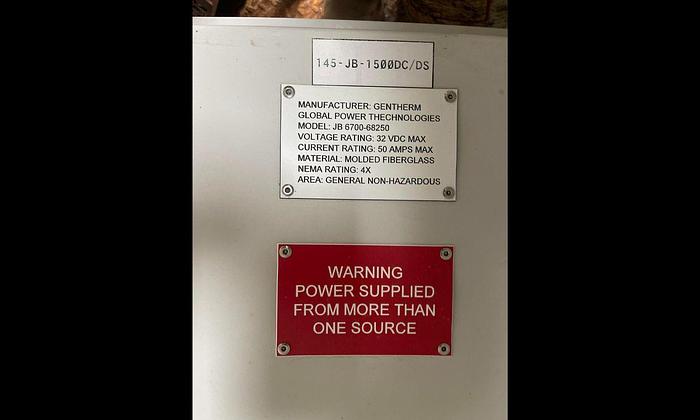 145-JB-1500DC/DS
MANUFACTURER: GENTHERM
GLOBAL POWER THECHNOLOGIES
MODEL: JB 6700-68250
VOLTAGE RATING: 32 VDC MAX
CURRENT RATING: 50 AMPS MAX
MATERIAL: MOLDED FIBERGLASS
NEMA RATING: 4X
AREA: GENERAL NON-HAZARDOUS
WARNING
POWER SUPPLIED
FROM MORE THAN
ONE SOURCE